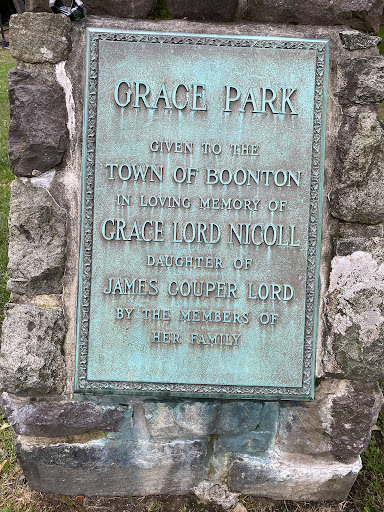 GRACE PARK
GIVEN TO THE
TOWN OF BOONTON
IN LOVING MEMORY OF
GRACE LORD NICOLL
DAUGHTER OF
JAMES COUPER LORD
BY THE MEMBERS OF
HER FAMILY